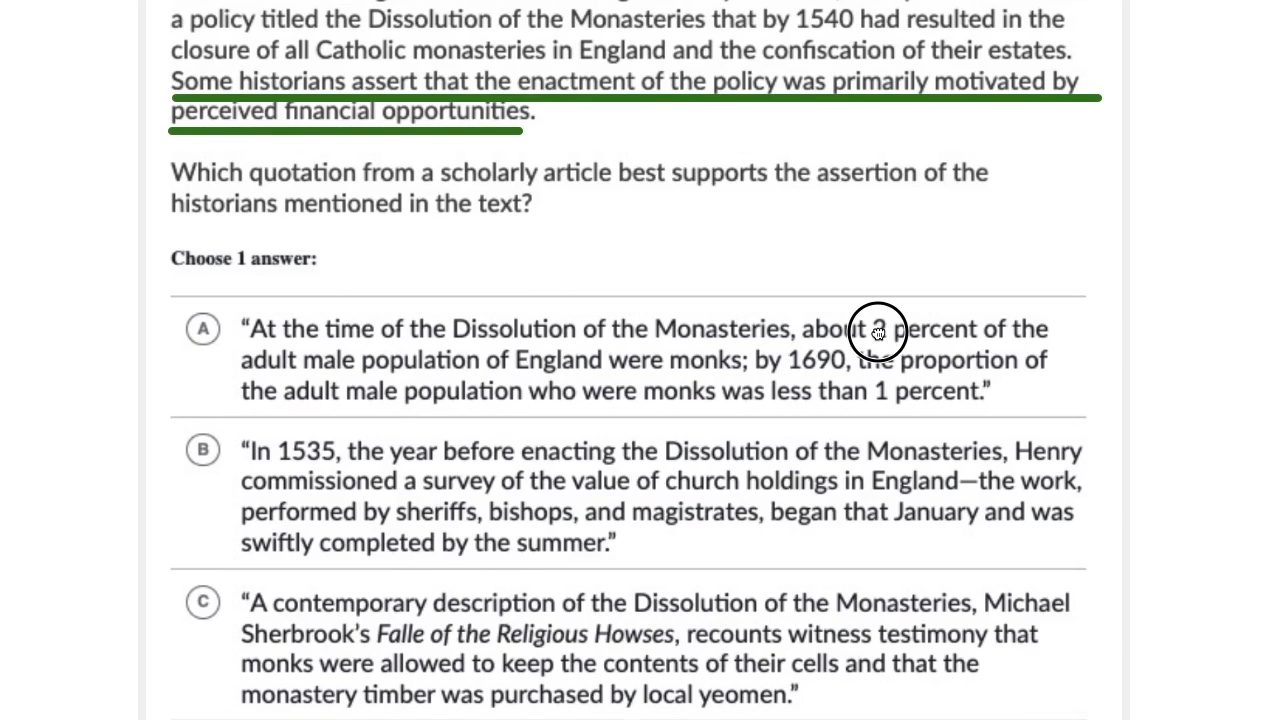 a policy titled the Dissolution of the Monasteries that by 1540 had resulted in the
closure of all Catholic monasteries in England and the confiscation of their estates.
Some historians assert that the enactment of the policy was primarily motivated by
perceived financial opportunities.
Which quotation from a scholarly article best supports the assertion of the
historians mentioned in the text?
Choose 1 answer:
A “At the time of the Dissolution of the Monasteries, about percent of the
adult male population of England were monks; by 1690, the proportion of
the adult male population who were monks was less than 1 percent.”
B “In 1535, the year before enacting the Dissolution of the Monasteries, Henry
commissioned a survey of the value of church holdings in England—the work,
performed by sheriffs, bishops, and magistrates, began that January and was
swiftly completed by the summer.”
C “A contemporary description of the Dissolution of the Monasteries, Michael
Sherbrook’s Falle of the Religious Howses, recounts witness testimony that
monks were allowed to keep the contents of their cells and that the
monastery timber was purchased by local yeomen.”